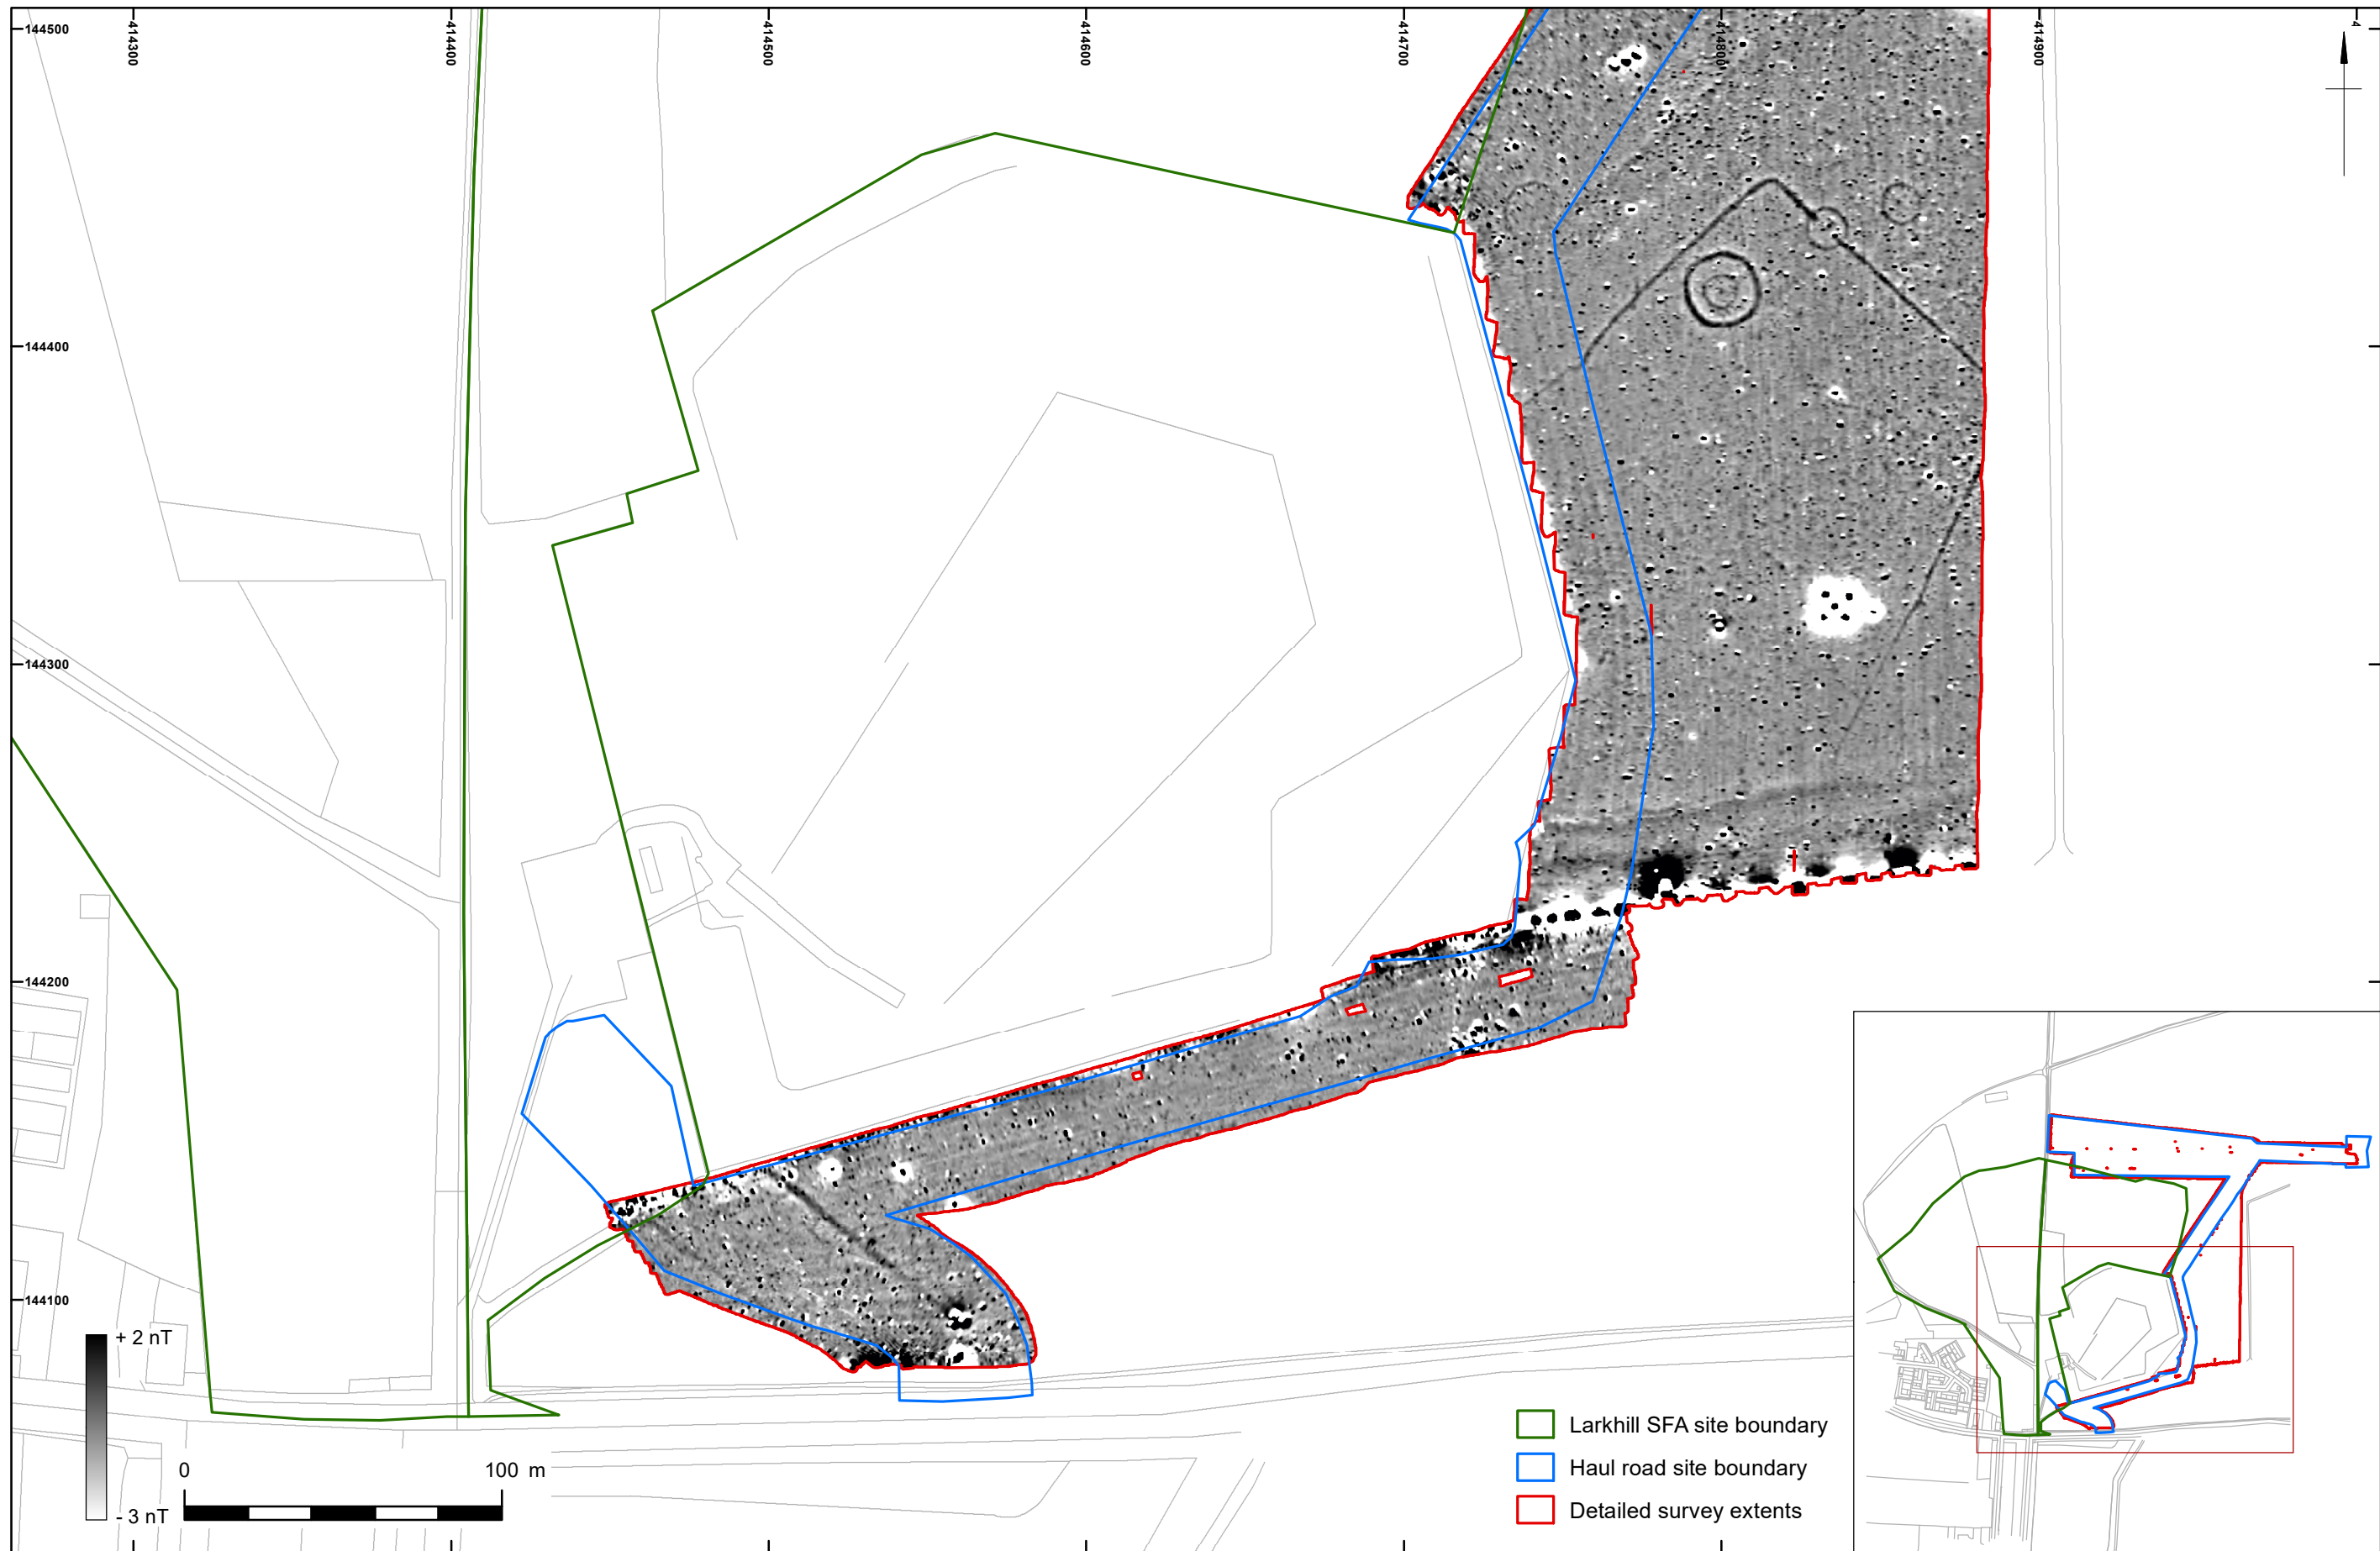 414300
414400
414500
414600
414700
414800
414900
4
144500
144400
144300
144200
144100
+ 2 nT
- 3 nT
0
100 m
Larkhill SFA site boundary
Haul road site boundary
Detailed survey extents